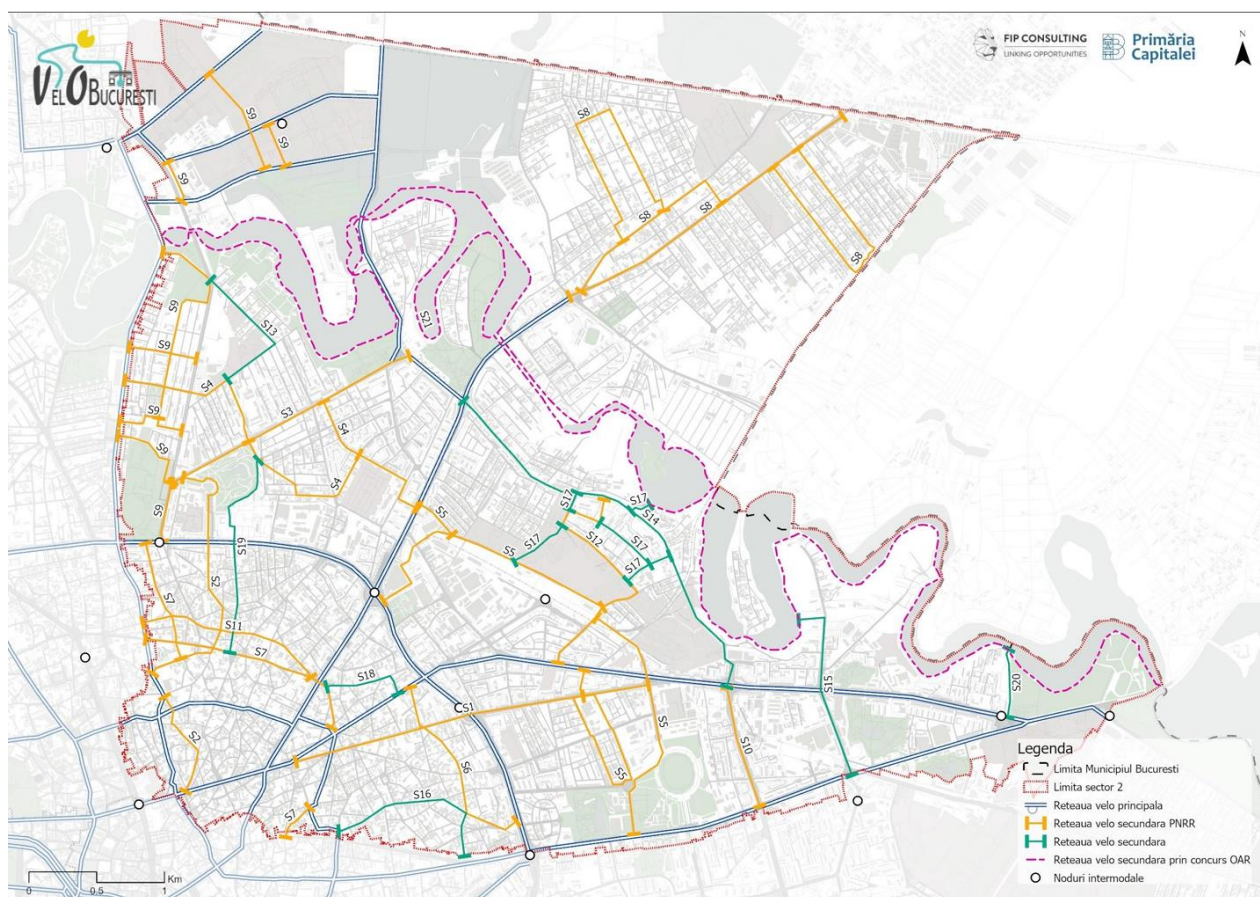 VELO BUCURESTI
FIP CONSULTING
LINKING OPPORTUNITIES
Primăria
Capitalei
N
S8
S9
S9
S9
S8
S8
S8
S21
S9
S13
S9
S4
S3
S9
S4
S9
S4
S17
S17
S14
S5
S9
S19
S5
S17
S12
S17
S2
S17
S7
S11
S7
S18
S20
S15
S1
S5
S2
S10
S6
S5
S16
S7
Legenda
Limita Municipiul Bucuresti
Limita sector 2
Reteaua velo principala
Reteaua velo secundara PNRR
Reteaua velo secundara
Reteaua velo secundara prin concurs OAR
Noduri intermodale
Km
0 0.5 1